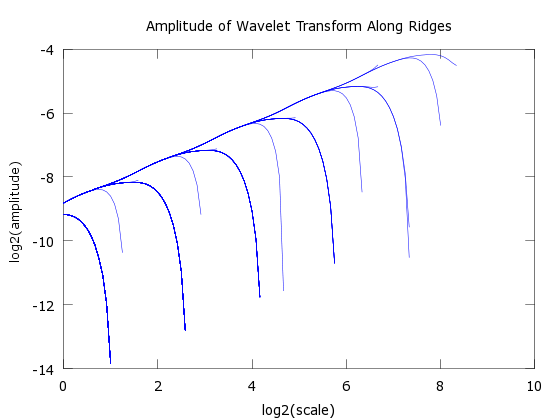 Amplitude of Wavelet Transform Along Ridges
-4
-6
-8
-10
-12
-14
0 2 4 6 8 10
log2(amplitude)
log2(scale)